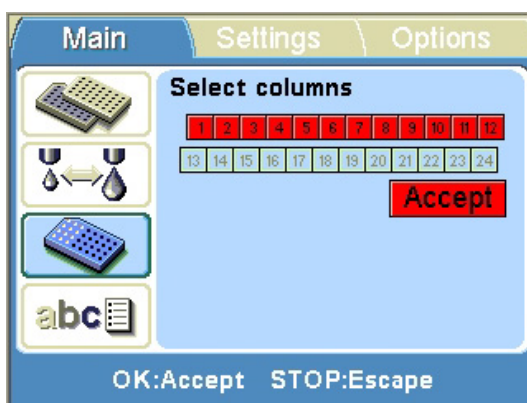 Main Settings Options
Select columns
1 2 3 4 5 6 7 8 9 10 11 12
13 14 15 16 17 18 19 20 21 22 23 24
Accept
abc
OK:Accept STOP:Escape